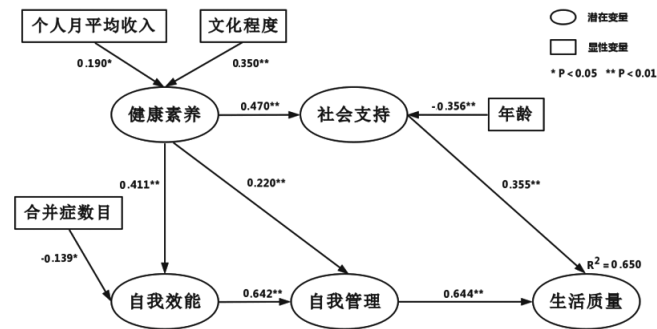 个人月平均收入
文化程度
潜在变量
显性变量
* P<0.05 ** P<0.01
0.190*
0.350**
健康素养
0.470**
社会支持
-0.356**
年龄
0.411**
0.220**
0.355**
合并症数目
-0.139*
R² = 0.650
自我效能
0.642**
自我管理
0.644**
生活质量